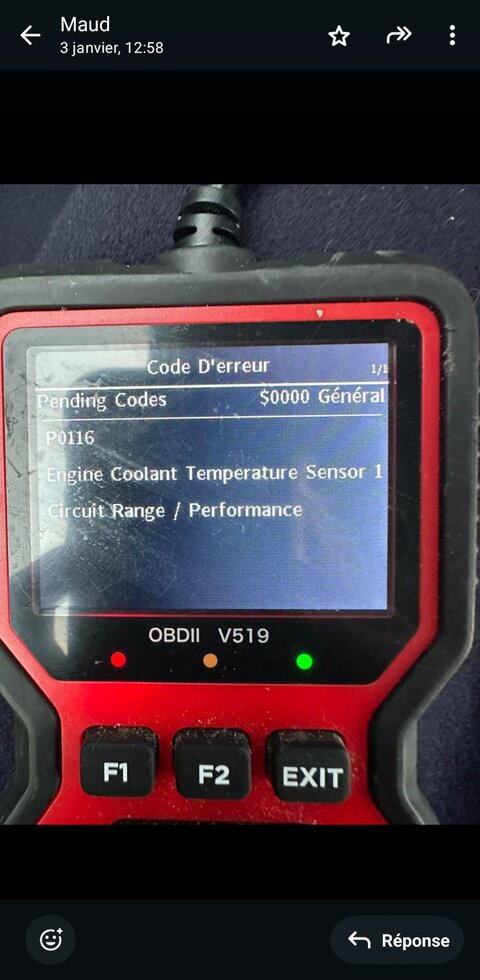 Maud
3 janvier, 12:58
Code D'erreur
1/1
Pending Codes $0000 Général
P0116
Engine Coolant Temperature Sensor 1
Circuit Range / Performance
OBDII V519
F1 F2 EXIT
Réponse